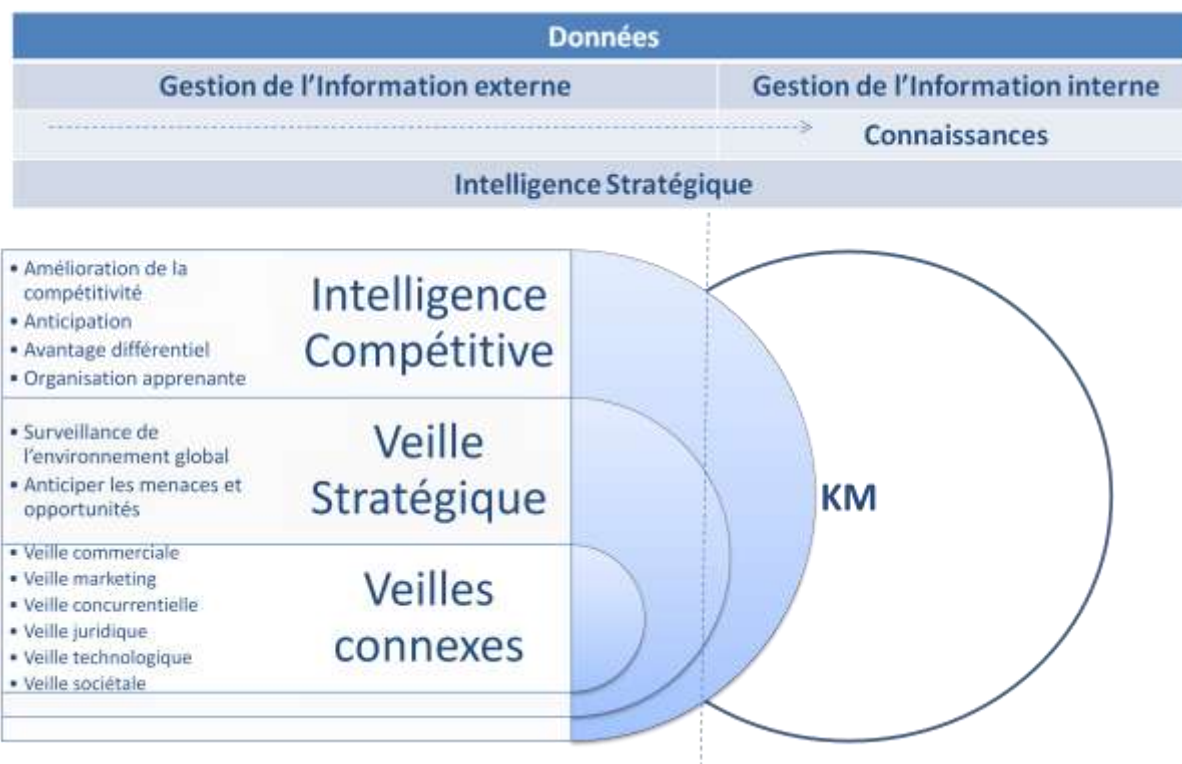 Données
Gestion de l'Information externe
Gestion de l'Information interne
Connaissances
Intelligence Stratégique
▪ Amélioration de la
compétitivité
▪ Anticipation
▪ Avantage différentiel
▪ Organisation apprenante
Intelligence
Compétitive
▪ Surveillance de
l'environnement global
▪ Anticiper les menaces et
opportunités
Veille
Stratégique
▪ Veille commerciale
▪ Veille marketing
▪ Veille concurrentielle
▪ Veille juridique
▪ Veille technologique
▪ Veille sociétale
Veilles
connexes
KM